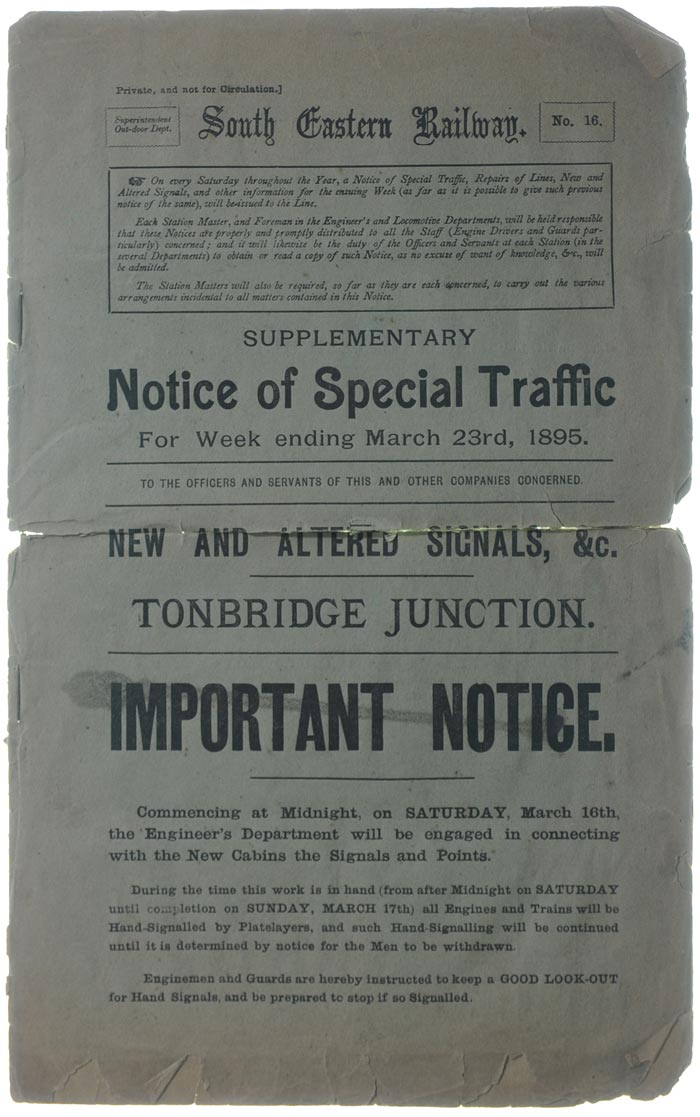 Private, and not for Circulation.]
Superintendent
Out-door Dept.
South Eastern Railway.
No. 16.
☛ On every Saturday throughout the Year, a Notice of Special Traffic, Repairs of Lines, New and
Altered Signals, and other information for the ensuing Week (as far as it is possible to give such previous
notice of the same), will be issued to the Line.
Each Station Master, and Foreman in the Engineer's and Locomotive Departments, will be held responsible
that these Notices are properly and promptly distributed to all the Staff (Engine Drivers and Guards par-
ticularly) concerned; and it will likewise be the duty of the Officers and Servants at each Station (in the
several Departments) to obtain or read a copy of such Notice, as no excuse of want of knowledge, &c., will
be admitted.
The Station Masters will also be required, so far as they are each concerned, to carry out the various
arrangements incidental to all matters contained in this Notice.
SUPPLEMENTARY
Notice of Special Traffic
For Week ending March 23rd, 1895.
TO THE OFFICERS AND SERVANTS OF THIS AND OTHER COMPANIES CONCERNED.
NEW AND ALTERED SIGNALS, &c.
TONBRIDGE JUNCTION.
IMPORTANT NOTICE.
Commencing at Midnight, on SATURDAY, March 16th,
the Engineer's Department will be engaged in connecting
with the New Cabins the Signals and Points.
During the time this work is in hand (from after Midnight on SATURDAY
until completion on SUNDAY, MARCH 17th) all Engines and Trains will be
Hand-Signalled by Platelayers, and such Hand-Signalling will be continued
until it is determined by notice for the Men to be withdrawn.
Enginemen and Guards are hereby instructed to keep a GOOD LOOK-OUT
for Hand Signals, and be prepared to stop if so Signalled.